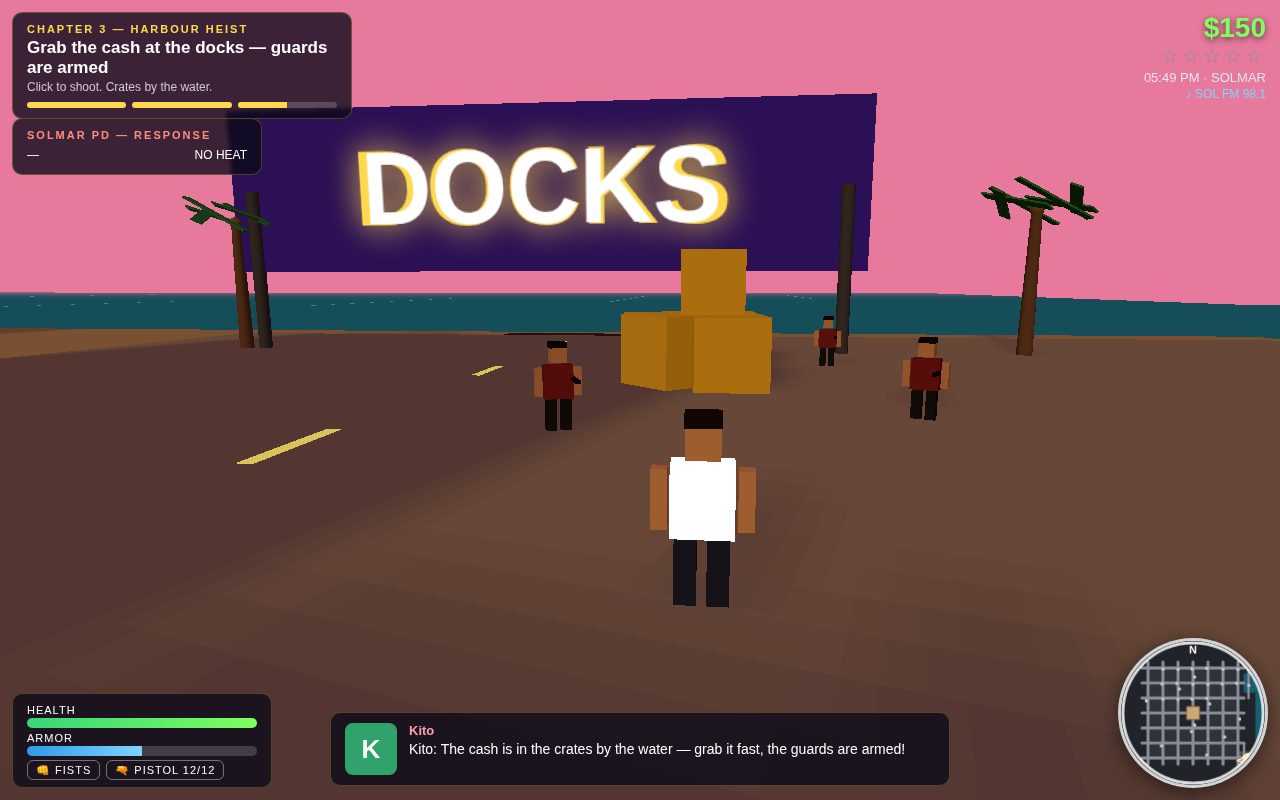 CHAPTER 3 — HARBOUR HEIST
Grab the cash at the docks — guards
are armed
Click to shoot. Crates by the water.
SOLMAR PD — RESPONSE
— NO HEAT
$150
☆☆☆☆☆
05:49 PM · SOLMAR
♪ SOL FM 98.1
DOCKS
HEALTH
ARMOR
👊 FISTS 🔫 PISTOL 12/12
K
Kito
Kito: The cash is in the crates by the water — grab it fast, the guards are armed!
N